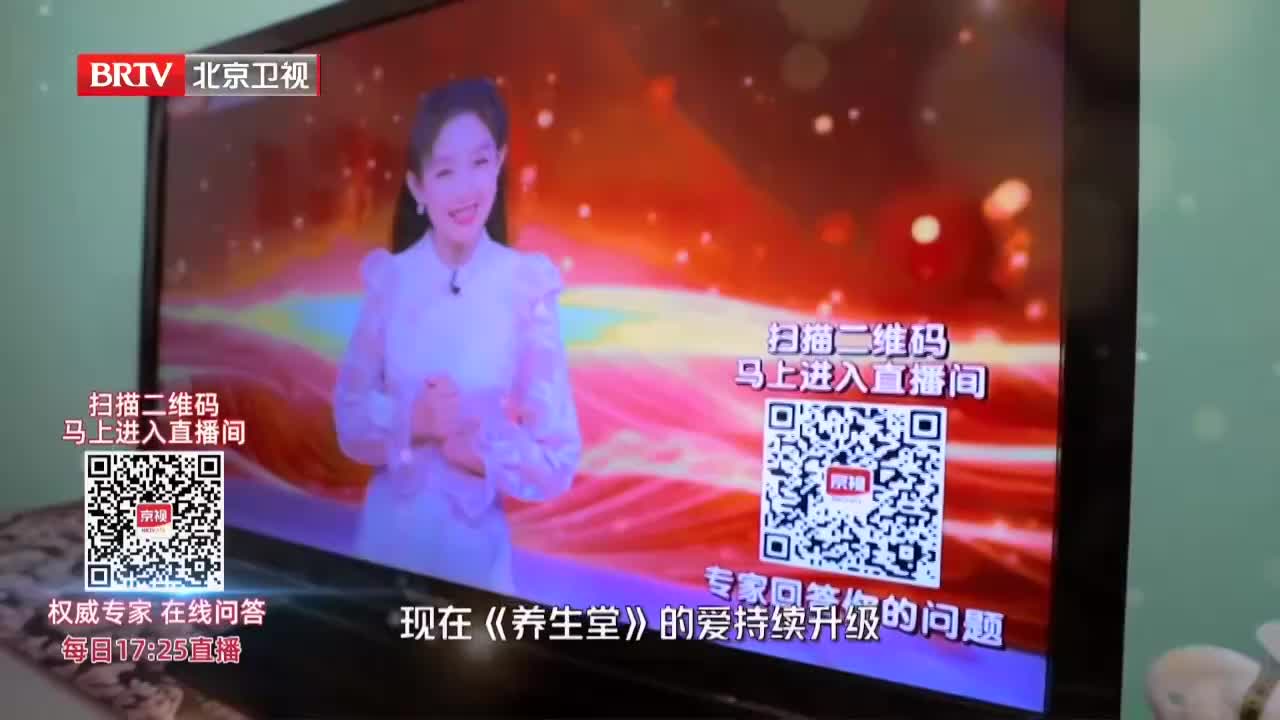 BRTV 北京卫视
扫描二维码
马上进入直播间
京视
专家回答你的问题
扫描二维码
马上进入直播间
京视
权威专家 在线问答
每日17:25直播
现在《养生堂》的爱持续升级